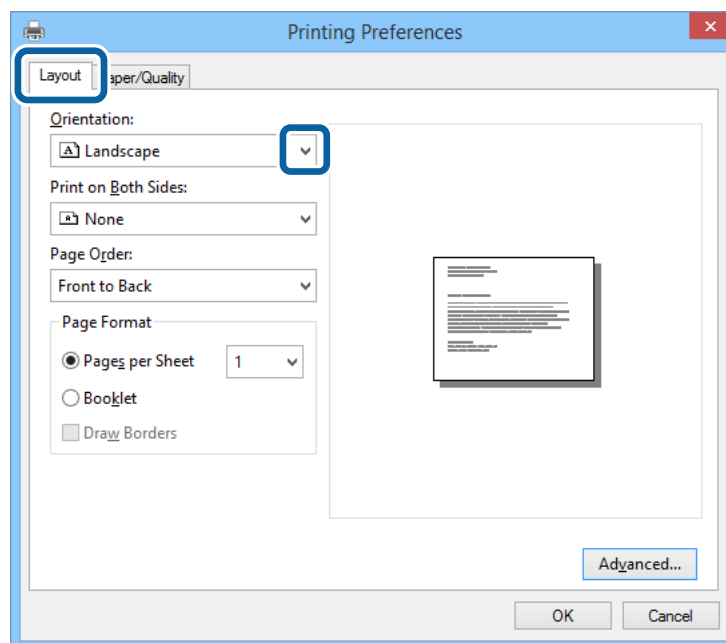 Printing Preferences
Layout
aper/Quality
Orientation:
A Landscape
Print on Both Sides:
None
Page Order:
Front to Back
Page Format
Pages per Sheet 1
Booklet
Draw Borders
Advanced...
OK Cancel